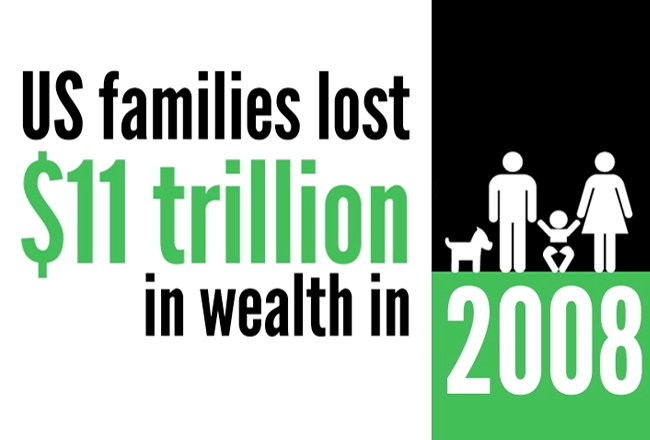 US families lost
$11 trillion
in wealth in
2008